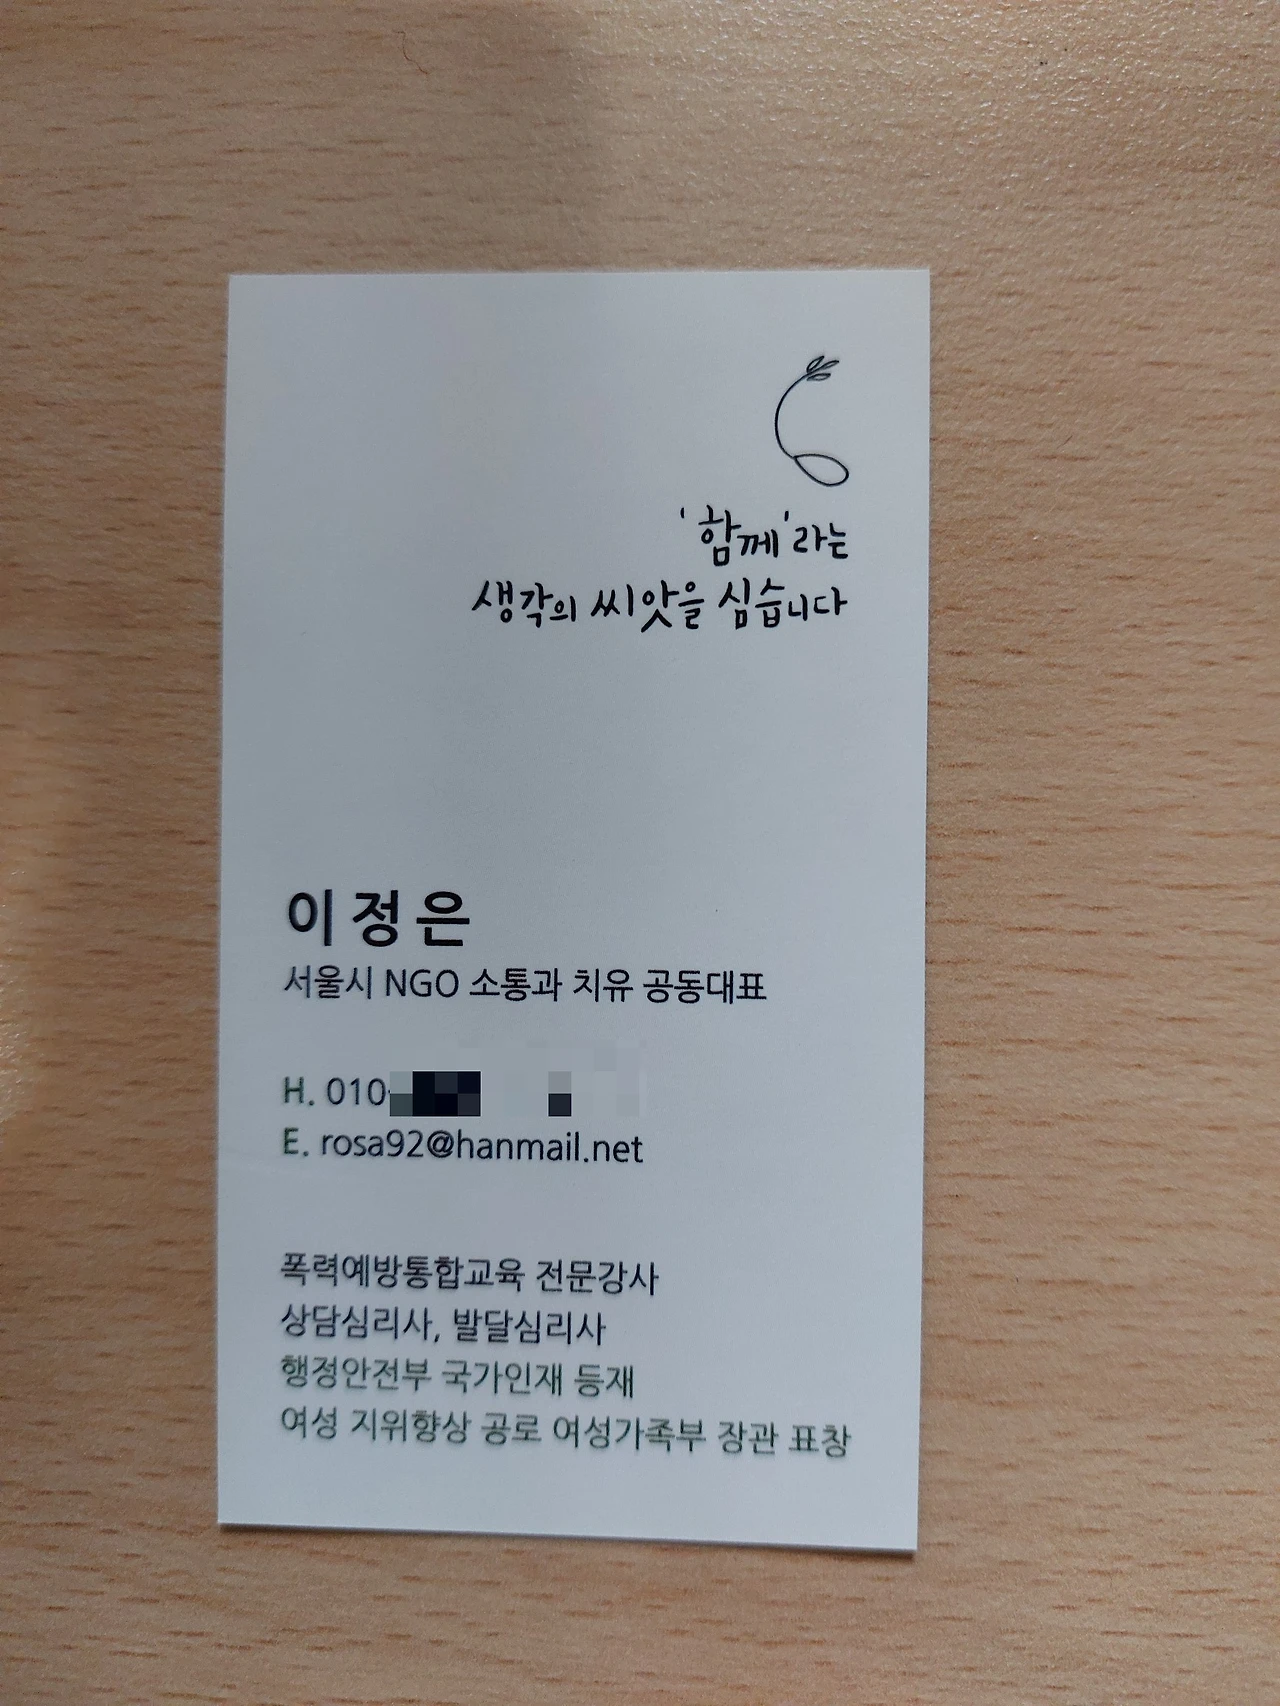 '함께'라는
생각의 씨앗을 심습니다
이정은
서울시 NGO 소통과 치유 공동대표
H. 010-
E. rosa92@hanmail.net
폭력예방통합교육 전문강사
상담심리사, 발달심리사
행정안전부 국가인재 등재
여성 지위향상 공로 여성가족부 장관 표창